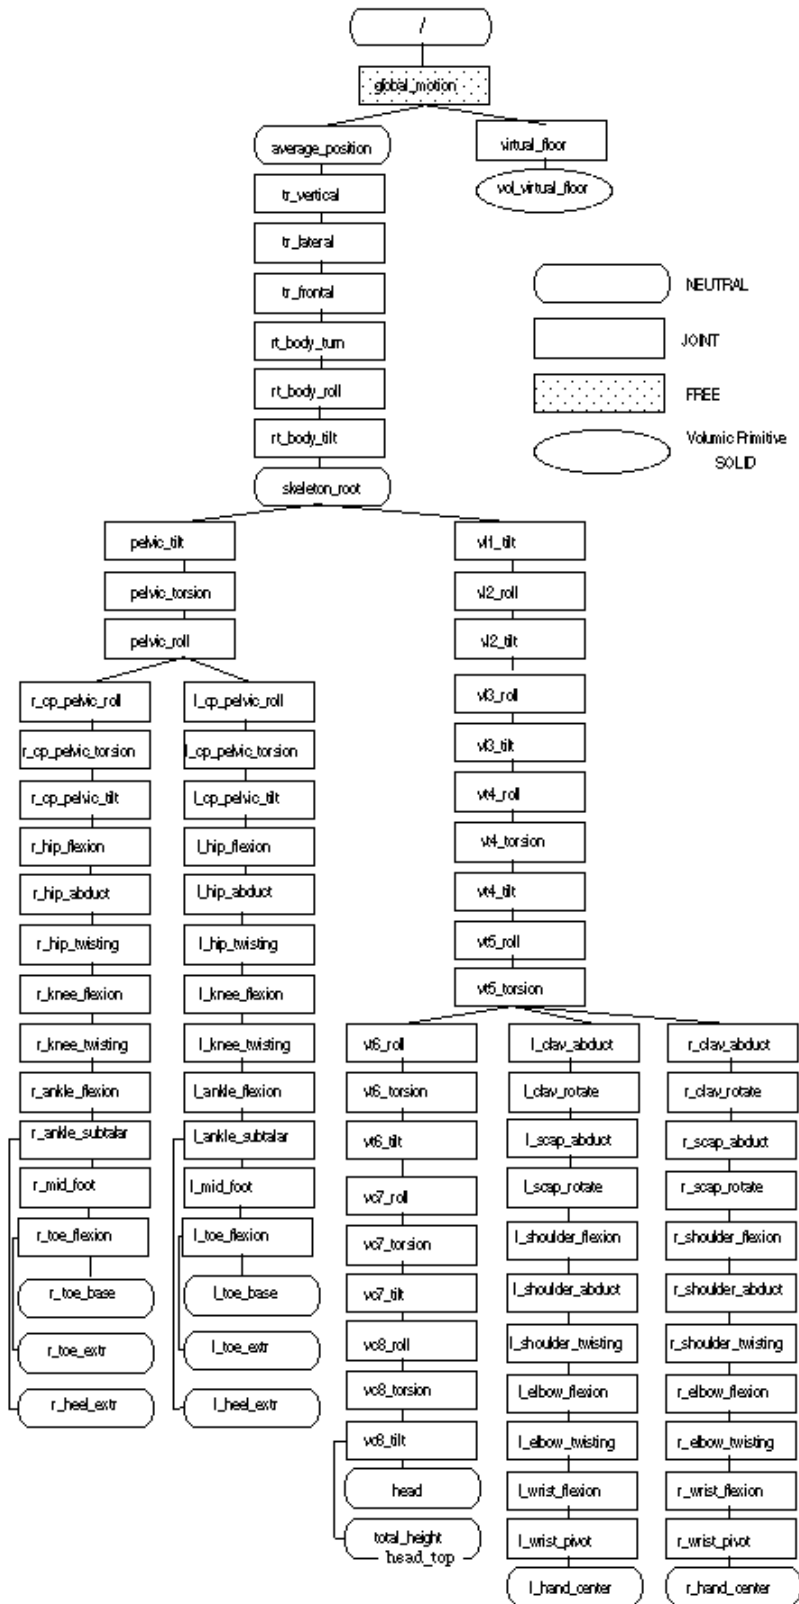 /
global_motion
average_position
virtual_floor
vol_virtual_floor
tr_vertical
tr_lateral
tr_frontal
rt_body_turn
rt_body_roll
rt_body_tilt
skeleton_root
NEUTRAL
JOINT
FREE
Volumic Primitive
SOLID
pelvic_tilt
pelvic_torsion
pelvic_roll
r_cp_pelvic_roll
r_cp_pelvic_torsion
r_cp_pelvic_tilt
r_hip_flexion
r_hip_abduct
r_hip_twisting
r_knee_flexion
r_knee_twisting
r_ankle_flexion
r_ankle_subtalar
r_mid_foot
r_toe_flexion
r_toe_base
r_toe_extr
r_heel_extr
l_cp_pelvic_roll
l_cp_pelvic_torsion
l_cp_pelvic_tilt
l_hip_flexion
l_hip_abduct
l_hip_twisting
l_knee_flexion
l_knee_twisting
l_ankle_flexion
l_ankle_subtalar
l_mid_foot
l_toe_flexion
l_toe_base
l_toe_extr
l_heel_extr
vl1_tilt
vl2_roll
vl2_tilt
vl3_roll
vl3_tilt
vt4_roll
vt4_torsion
vt4_tilt
vt5_roll
vt5_torsion
vt6_roll
vt6_torsion
vt6_tilt
vc7_roll
vc7_torsion
vc7_tilt
vc8_roll
vc8_torsion
vc8_tilt
head
total_height
head_top
l_clav_abduct
l_clav_rotate
l_scap_abduct
l_scap_rotate
l_shoulder_flexion
l_shoulder_abduct
l_shoulder_twisting
l_elbow_flexion
l_elbow_twisting
l_wrist_flexion
l_wrist_pivot
l_hand_center
r_clav_abduct
r_clav_rotate
r_scap_abduct
r_scap_rotate
r_shoulder_flexion
r_shoulder_abduct
r_shoulder_twisting
r_elbow_flexion
r_elbow_twisting
r_wrist_flexion
r_wrist_pivot
r_hand_center